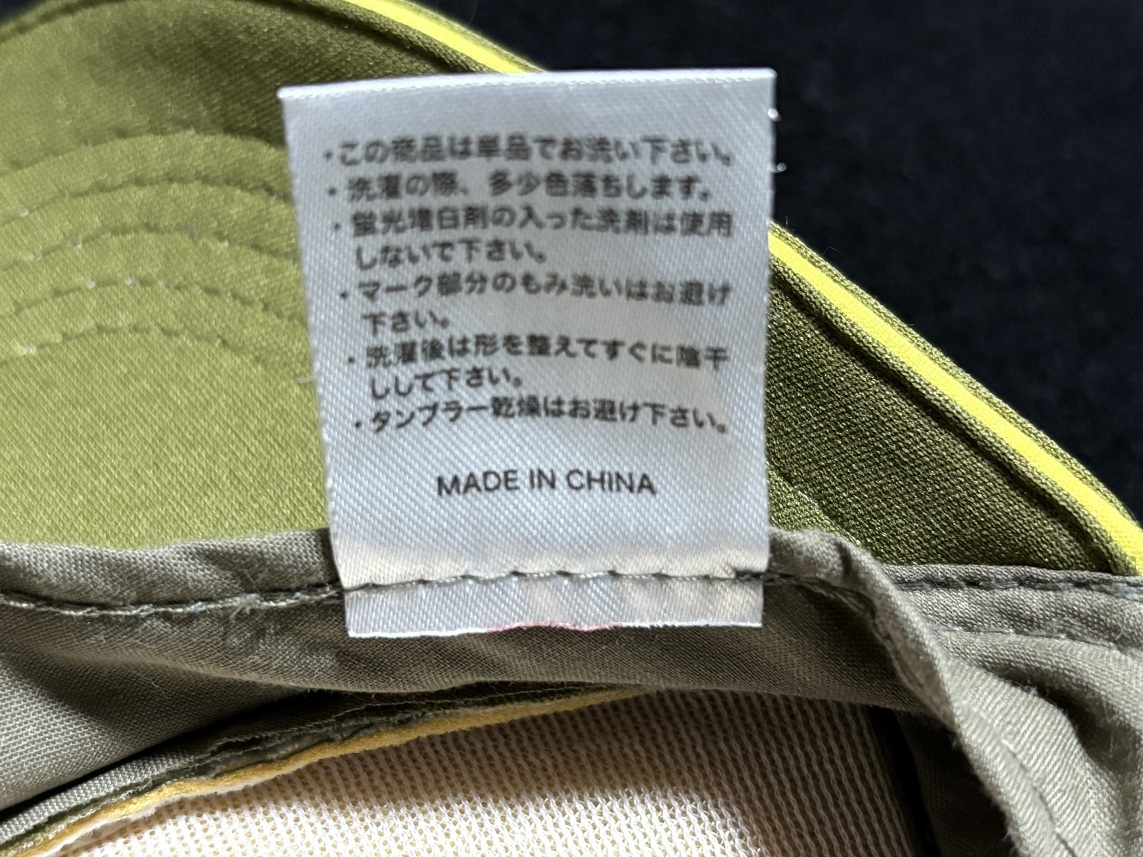 ・この商品は単品でお洗い下さい。
・洗濯の際、多少色落ちします。
・蛍光増白剤の入った洗剤は使用
しないで下さい。
・マーク部分のもみ洗いはお避け
下さい。
・洗濯後は形を整えてすぐに陰干
しして下さい。
・タンブラー乾燥はお避け下さい。
MADE IN CHINA